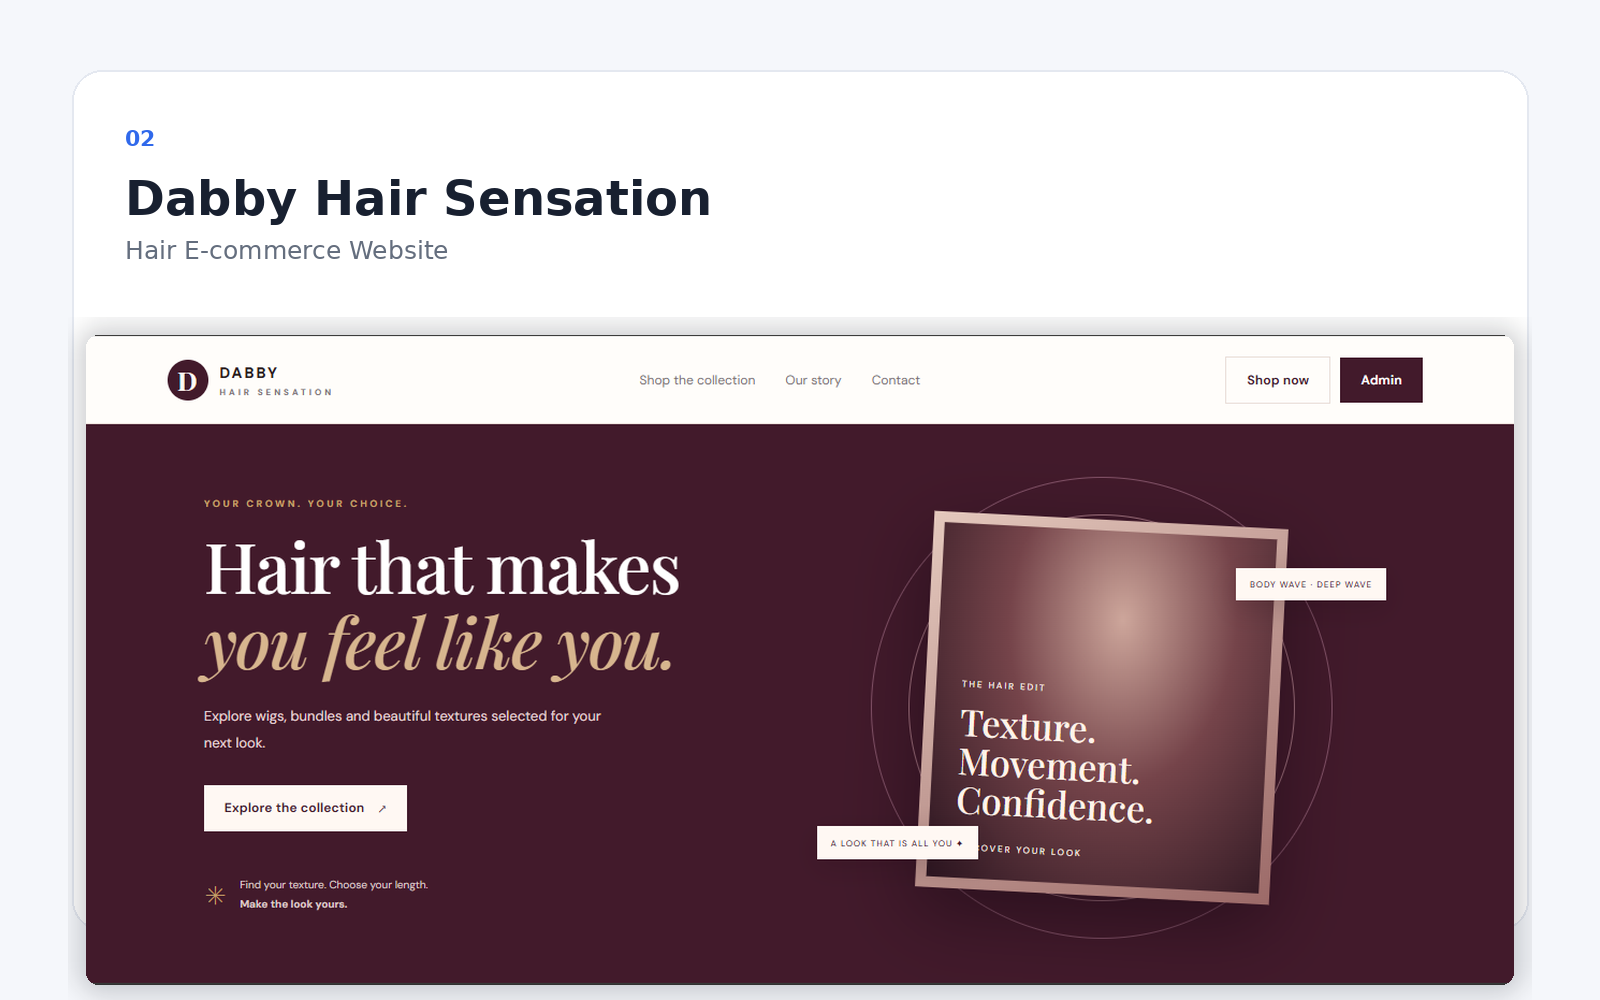 02
Dabby Hair Sensation
Hair E-commerce Website
D
DABBY
HAIR SENSATION
Shop the collection
Our story
Contact
Shop now
Admin
YOUR CROWN. YOUR CHOICE.
Hair that makes
you feel like you.
Explore wigs, bundles and beautiful textures selected for your
next look.
Explore the collection ↗
Find your texture. Choose your length.
Make the look yours.
BODY WAVE · DEEP WAVE
THE HAIR EDIT
Texture.
Movement.
Confidence.
A LOOK THAT IS ALL YOU ✦
YOUR LOOK